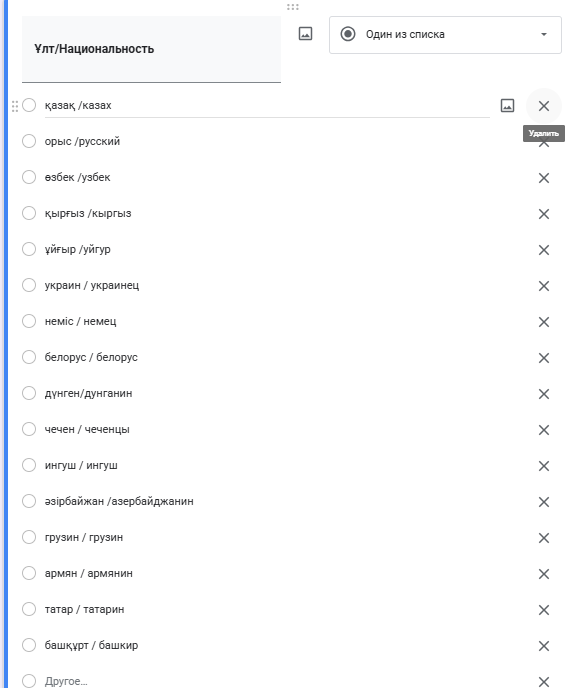 Ұлт/Национальность
Один из списка
қазақ /казах
Удалить
орыс /русский
өзбек /узбек
қырғыз /кыргыз
ұйғыр /уйгур
украин / украинец
неміс / немец
белорус / белорус
дүнген/дунганин
чечен / чеченцы
ингуш / ингуш
әзірбайжан /азербайджанин
грузин / грузин
армян / армянин
татар / татарин
башқұрт / башкир
Другое...